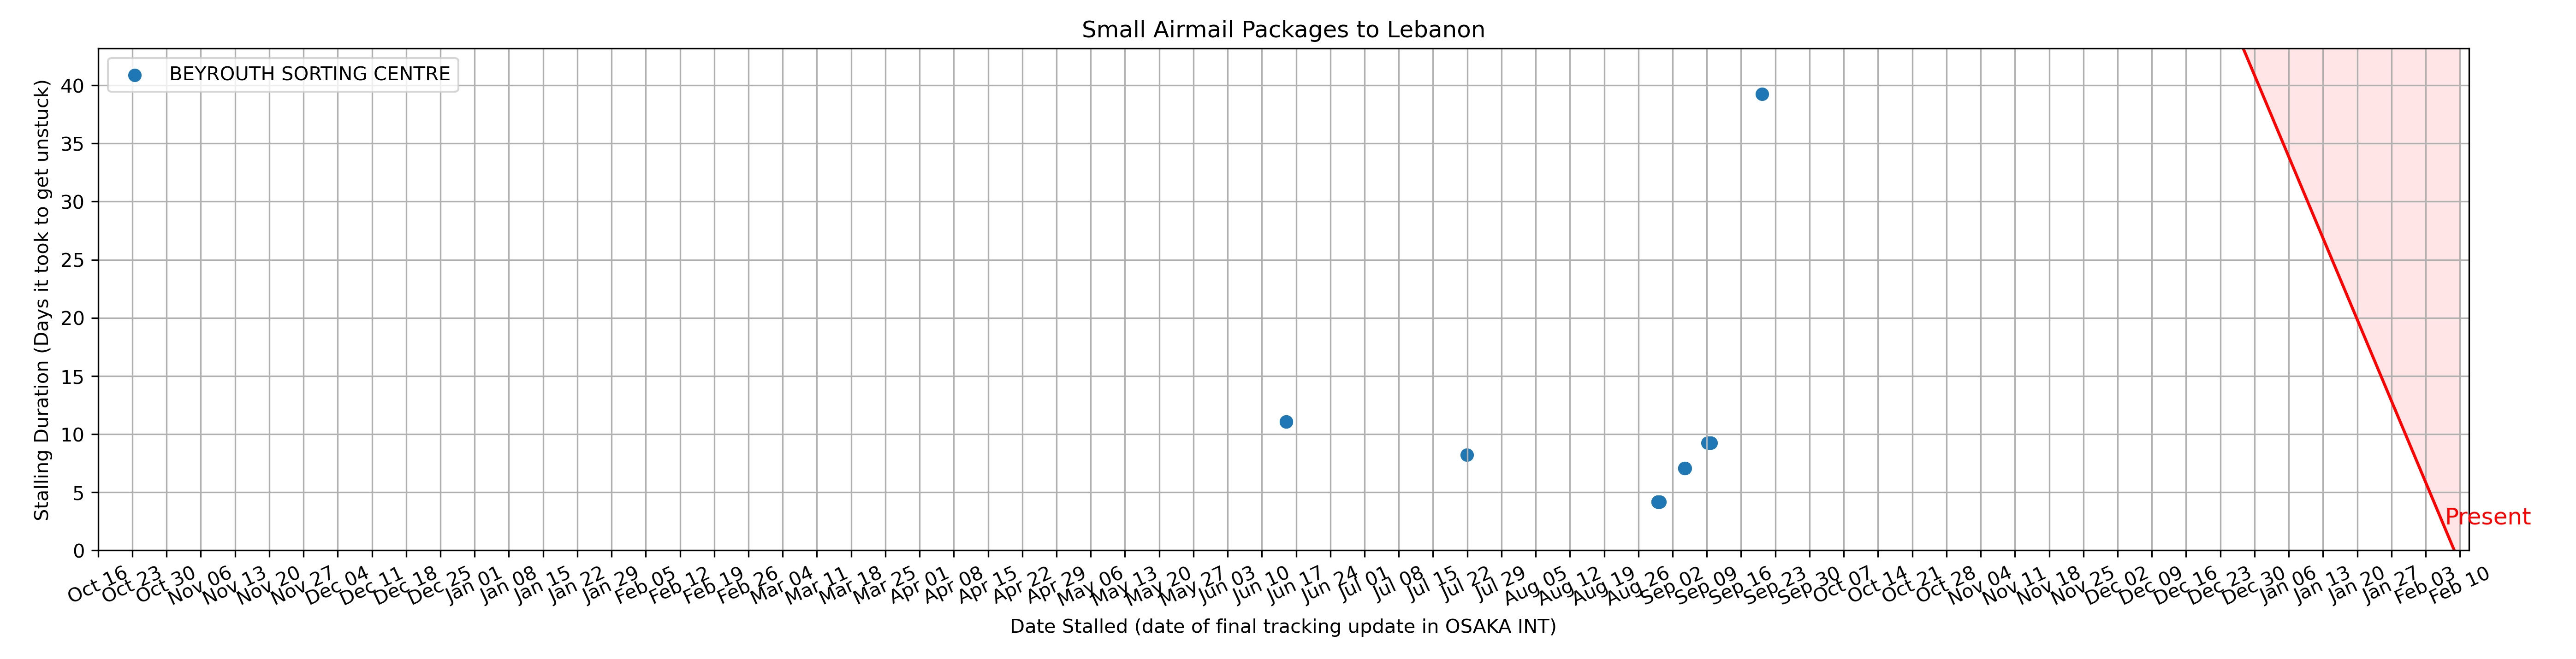 Small Airmail Packages to Lebanon
BEYROUTH SORTING CENTRE
Stalling Duration (Days it took to get unstuck)
40
35
30
25
20
15
10
5
0
Present
Oct 16 Oct 23 Oct 30 Nov 06 Nov 13 Nov 20 Nov 27 Dec 04 Dec 11 Dec 18 Dec 25 Jan 01 Jan 08 Jan 15 Jan 22 Jan 29 Feb 05 Feb 12 Feb 19 Feb 26 Mar 04 Mar 11 Mar 18 Mar 25 Apr 01 Apr 08 Apr 15 Apr 22 Apr 29 May 06 May 13 May 20 May 27 Jun 03 Jun 10 Jun 17 Jun 24 Jul 01 Jul 08 Jul 15 Jul 22 Jul 29 Aug 05 Aug 12 Aug 19 Aug 26 Sep 02 Sep 09 Sep 16 Sep 23 Sep 30 Oct 07 Oct 14 Oct 21 Oct 28 Nov 04 Nov 11 Nov 18 Nov 25 Dec 02 Dec 09 Dec 16 Dec 23 Dec 30 Jan 06 Jan 13 Jan 20 Jan 27 Feb 03 Feb 10
Date Stalled (date of final tracking update in OSAKA INT)